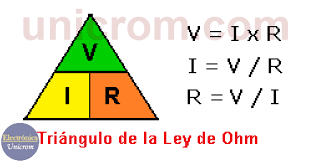 unicrom.com
V = I x R
V
I = V / R
I R
R = V / I
Electrónica
Unicrom
Triángulo de la Ley de Ohm